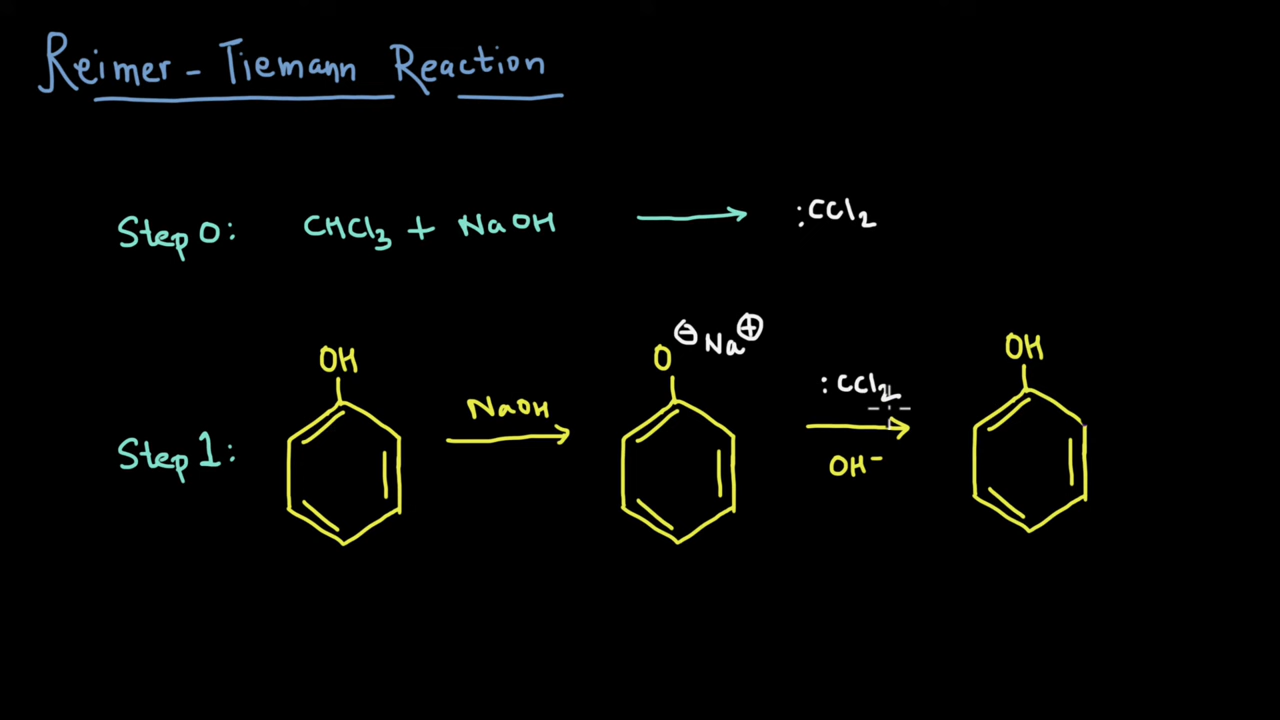 Reimer - Tiemann Reaction
Step 0: CHCl₃ + NaOH → :CCl₂
OH
O ⊖ Na ⊕
OH
:CCl₂
NaOH →
→
Step 1:
OH⁻